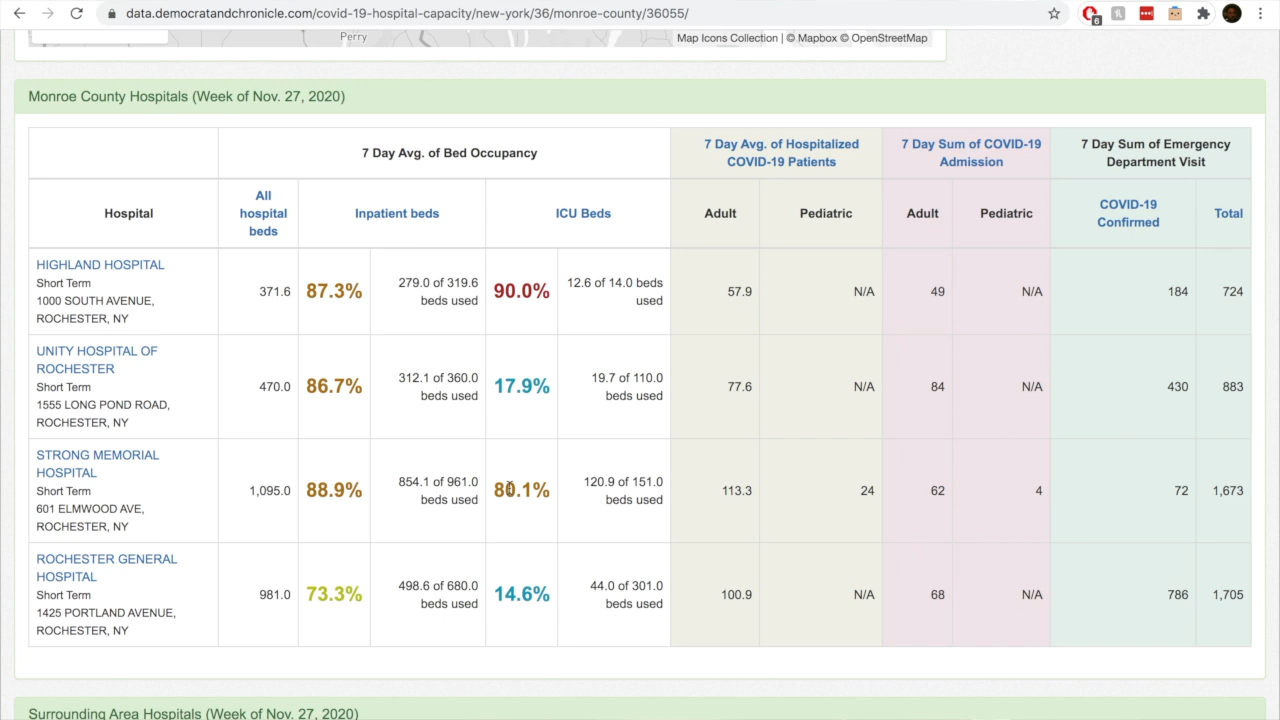 data.democratandchronicle.com/covid-19-hospital-capacity/new-york/36/monroe-county/36055/
6
Perry
Map Icons Collection | © Mapbox © OpenStreetMap
Monroe County Hospitals (Week of Nov. 27, 2020)
7 Day Avg. of Bed Occupancy
7 Day Avg. of Hospitalized
COVID-19 Patients
7 Day Sum of COVID-19
Admission
7 Day Sum of Emergency
Department Visit
Hospital
All
hospital
beds
Inpatient beds
ICU Beds
Adult
Pediatric
Adult
Pediatric
COVID-19
Confirmed
Total
HIGHLAND HOSPITAL
Short Term
1000 SOUTH AVENUE,
ROCHESTER, NY
371.6
87.3%
279.0 of 319.6
beds used
90.0%
12.6 of 14.0 beds
used
57.9
N/A
49
N/A
184
724
UNITY HOSPITAL OF
ROCHESTER
Short Term
1555 LONG POND ROAD,
ROCHESTER, NY
470.0
86.7%
312.1 of 360.0
beds used
17.9%
19.7 of 110.0
beds used
77.6
N/A
84
N/A
430
883
STRONG MEMORIAL
HOSPITAL
Short Term
601 ELMWOOD AVE,
ROCHESTER, NY
1,095.0
88.9%
854.1 of 961.0
beds used
80.1%
120.9 of 151.0
beds used
113.3
24
62
4
72
1,673
ROCHESTER GENERAL
HOSPITAL
Short Term
1425 PORTLAND AVENUE,
ROCHESTER, NY
981.0
73.3%
498.6 of 680.0
beds used
14.6%
44.0 of 301.0
beds used
100.9
N/A
68
N/A
786
1,705
Surrounding Area Hospitals (Week of Nov. 27, 2020)